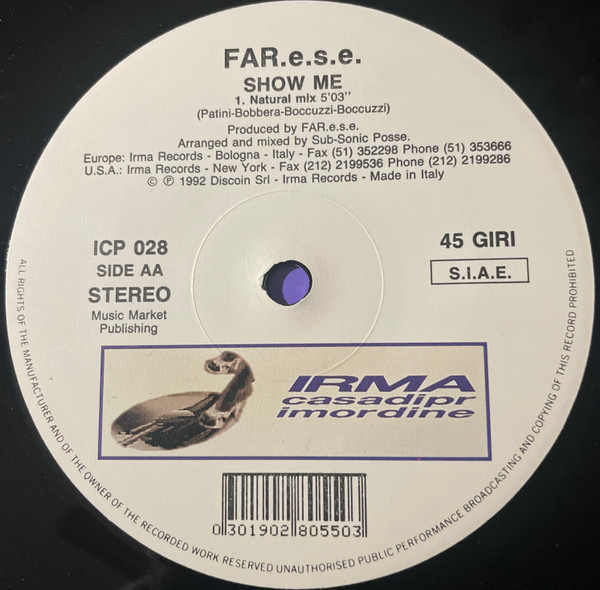 FAR.e.s.e.
SHOW ME
1. Natural mix 5'03''
(Patini-Bobbera-Boccuzzi-Boccuzzi)
Produced by FAR.e.s.e.
Arranged and mixed by Sub-Sonic Posse.
Europe: Irma Records - Bologna - Italy - Fax (51) 352298 Phone (51) 353666
U.S.A.: Irma Records - New York - Fax (212) 2199536 Phone (212) 2199286
© ℗ 1992 Discoin Srl - Irma Records - Made in Italy
ICP 028
SIDE AA
STEREO
Music Market
Publishing
45 GIRI
S.I.A.E.
IRMA
casadipr
imordine
0 301902 805503
ALL RIGHTS OF THE MANUFACTURER AND OF THE OWNER OF THE RECORDED WORK RESERVED UNAUTHORISED PUBLIC PERFORMANCE BROADCASTING AND COPYING OF THIS RECORD PROHIBITED